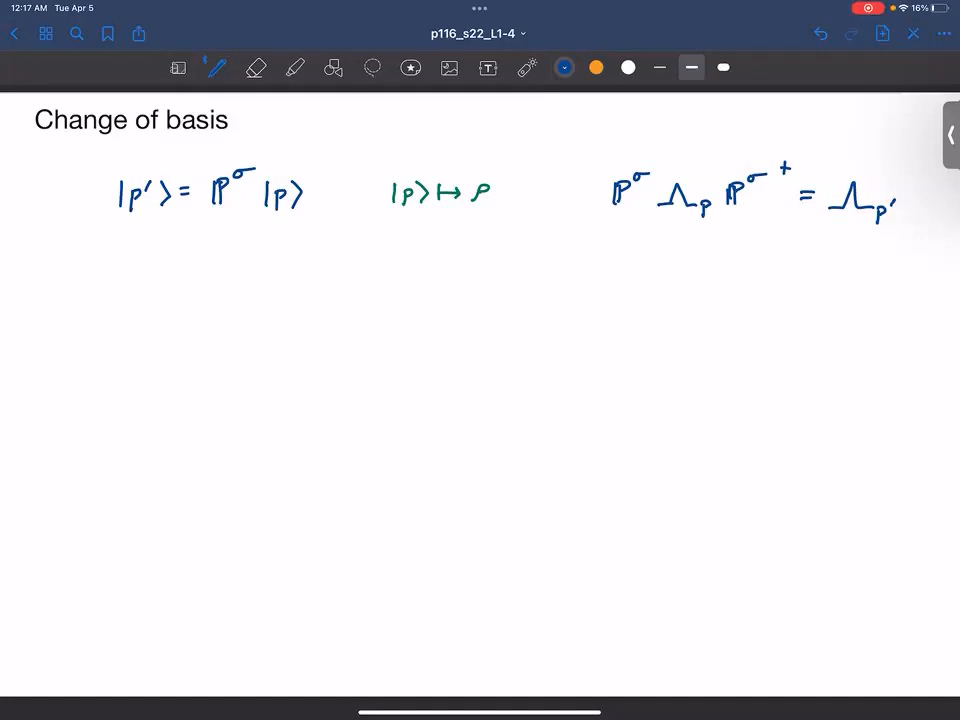 12:17 AM Tue Apr 5
16%
p116_s22_L1-4
Change of basis
|p′⟩ = ℙ^σ |p⟩ |p⟩ ↦ ρ ℙ^σ Λ_p ℙ^σ † = Λ_p′